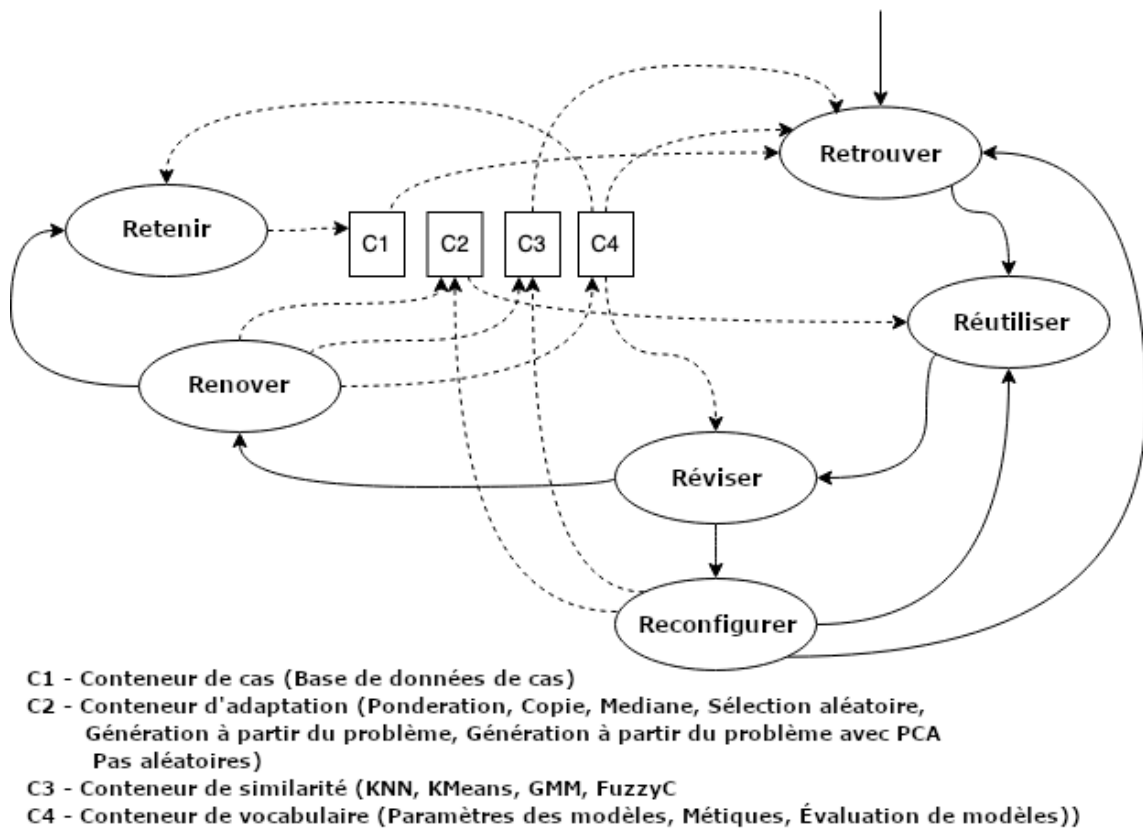 Retrouver
Retenir
C1
C2
C3
C4
Réutiliser
Renover
Réviser
Reconfigurer
C1 - Conteneur de cas (Base de données de cas)
C2 - Conteneur d'adaptation (Ponderation, Copie, Mediane, Sélection aléatoire,
Génération à partir du problème, Génération à partir du problème avec PCA
Pas aléatoires)
C3 - Conteneur de similarité (KNN, KMeans, GMM, FuzzyC
C4 - Conteneur de vocabulaire (Paramètres des modèles, Métiques, Évaluation de modèles))